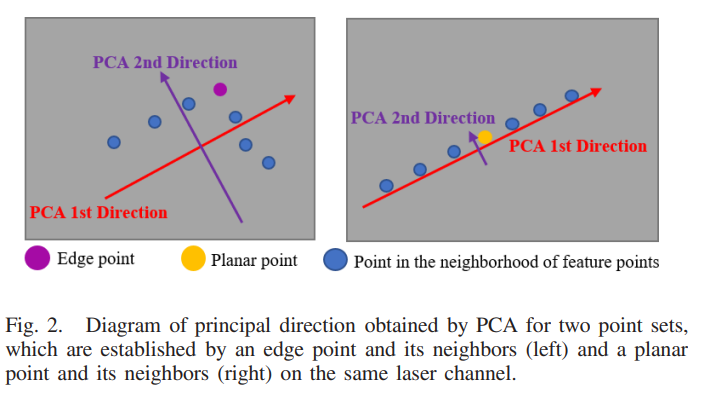 PCA 2nd Direction
PCA 1st Direction
PCA 2nd Direction
PCA 1st Direction
Edge point
Planar point
Point in the neighborhood of feature points
Fig. 2. Diagram of principal direction obtained by PCA for two point sets,
which are established by an edge point and its neighbors (left) and a planar
point and its neighbors (right) on the same laser channel.